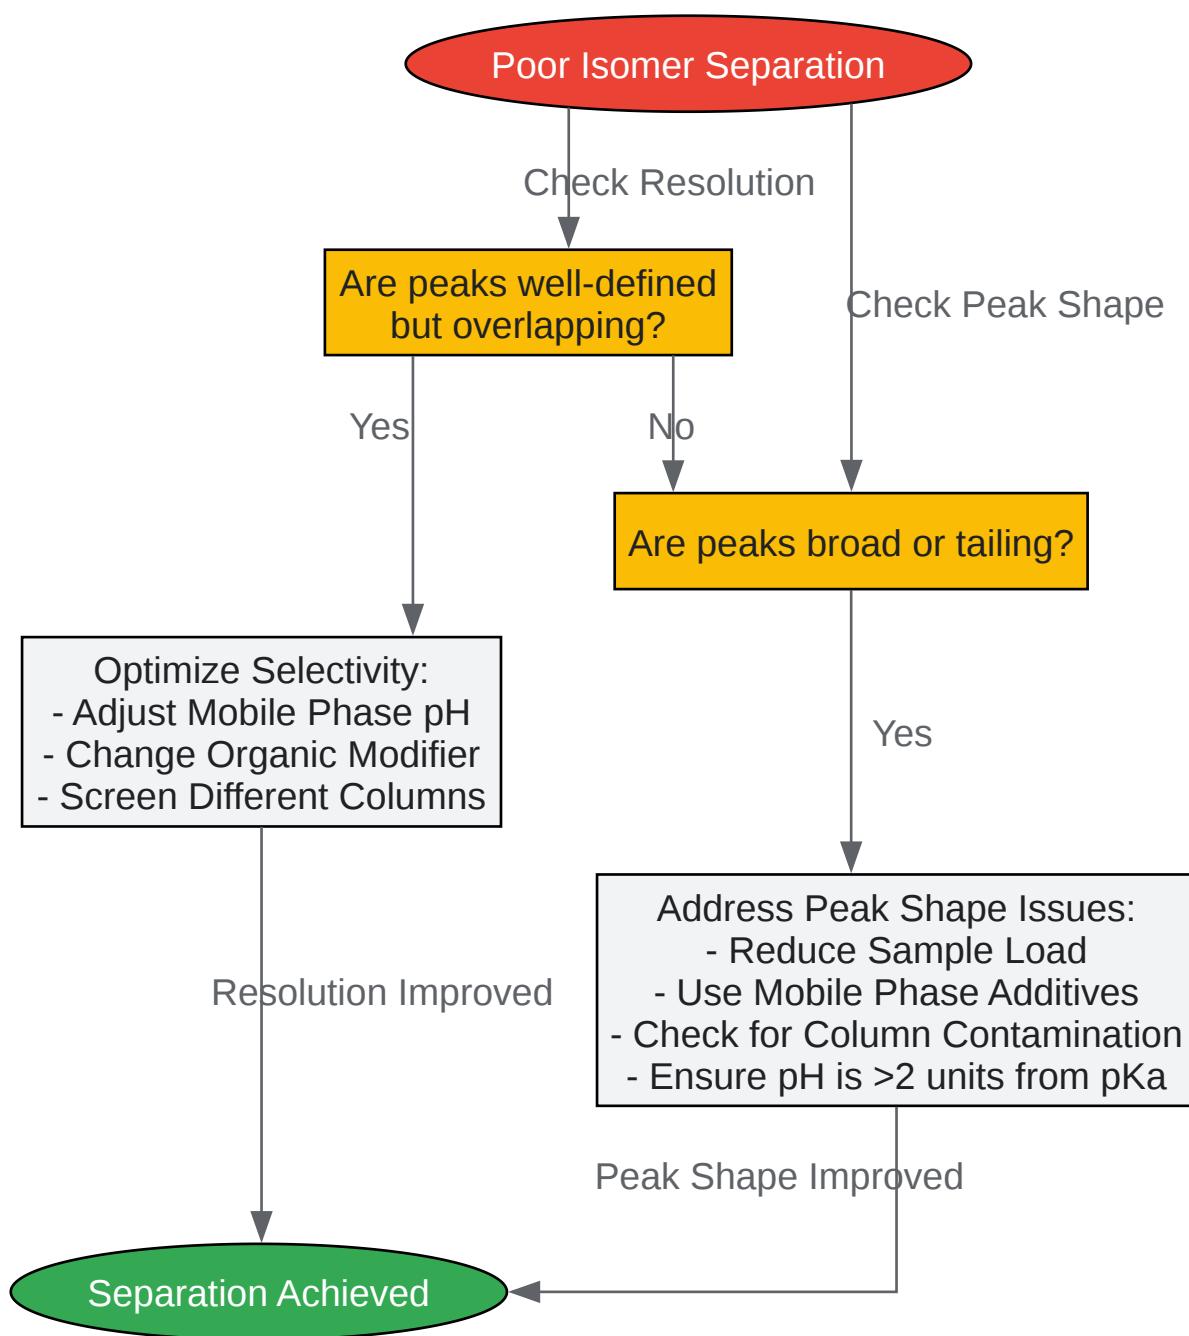 Poor Isomer Separation
Check Resolution
Check Peak Shape
Are peaks well-defined
but overlapping?
Yes
No
Are peaks broad or tailing?
Optimize Selectivity:
- Adjust Mobile Phase pH
- Change Organic Modifier
- Screen Different Columns
Yes
Address Peak Shape Issues:
- Reduce Sample Load
- Use Mobile Phase Additives
- Check for Column Contamination
- Ensure pH is >2 units from pKa
Resolution Improved
Peak Shape Improved
Separation Achieved